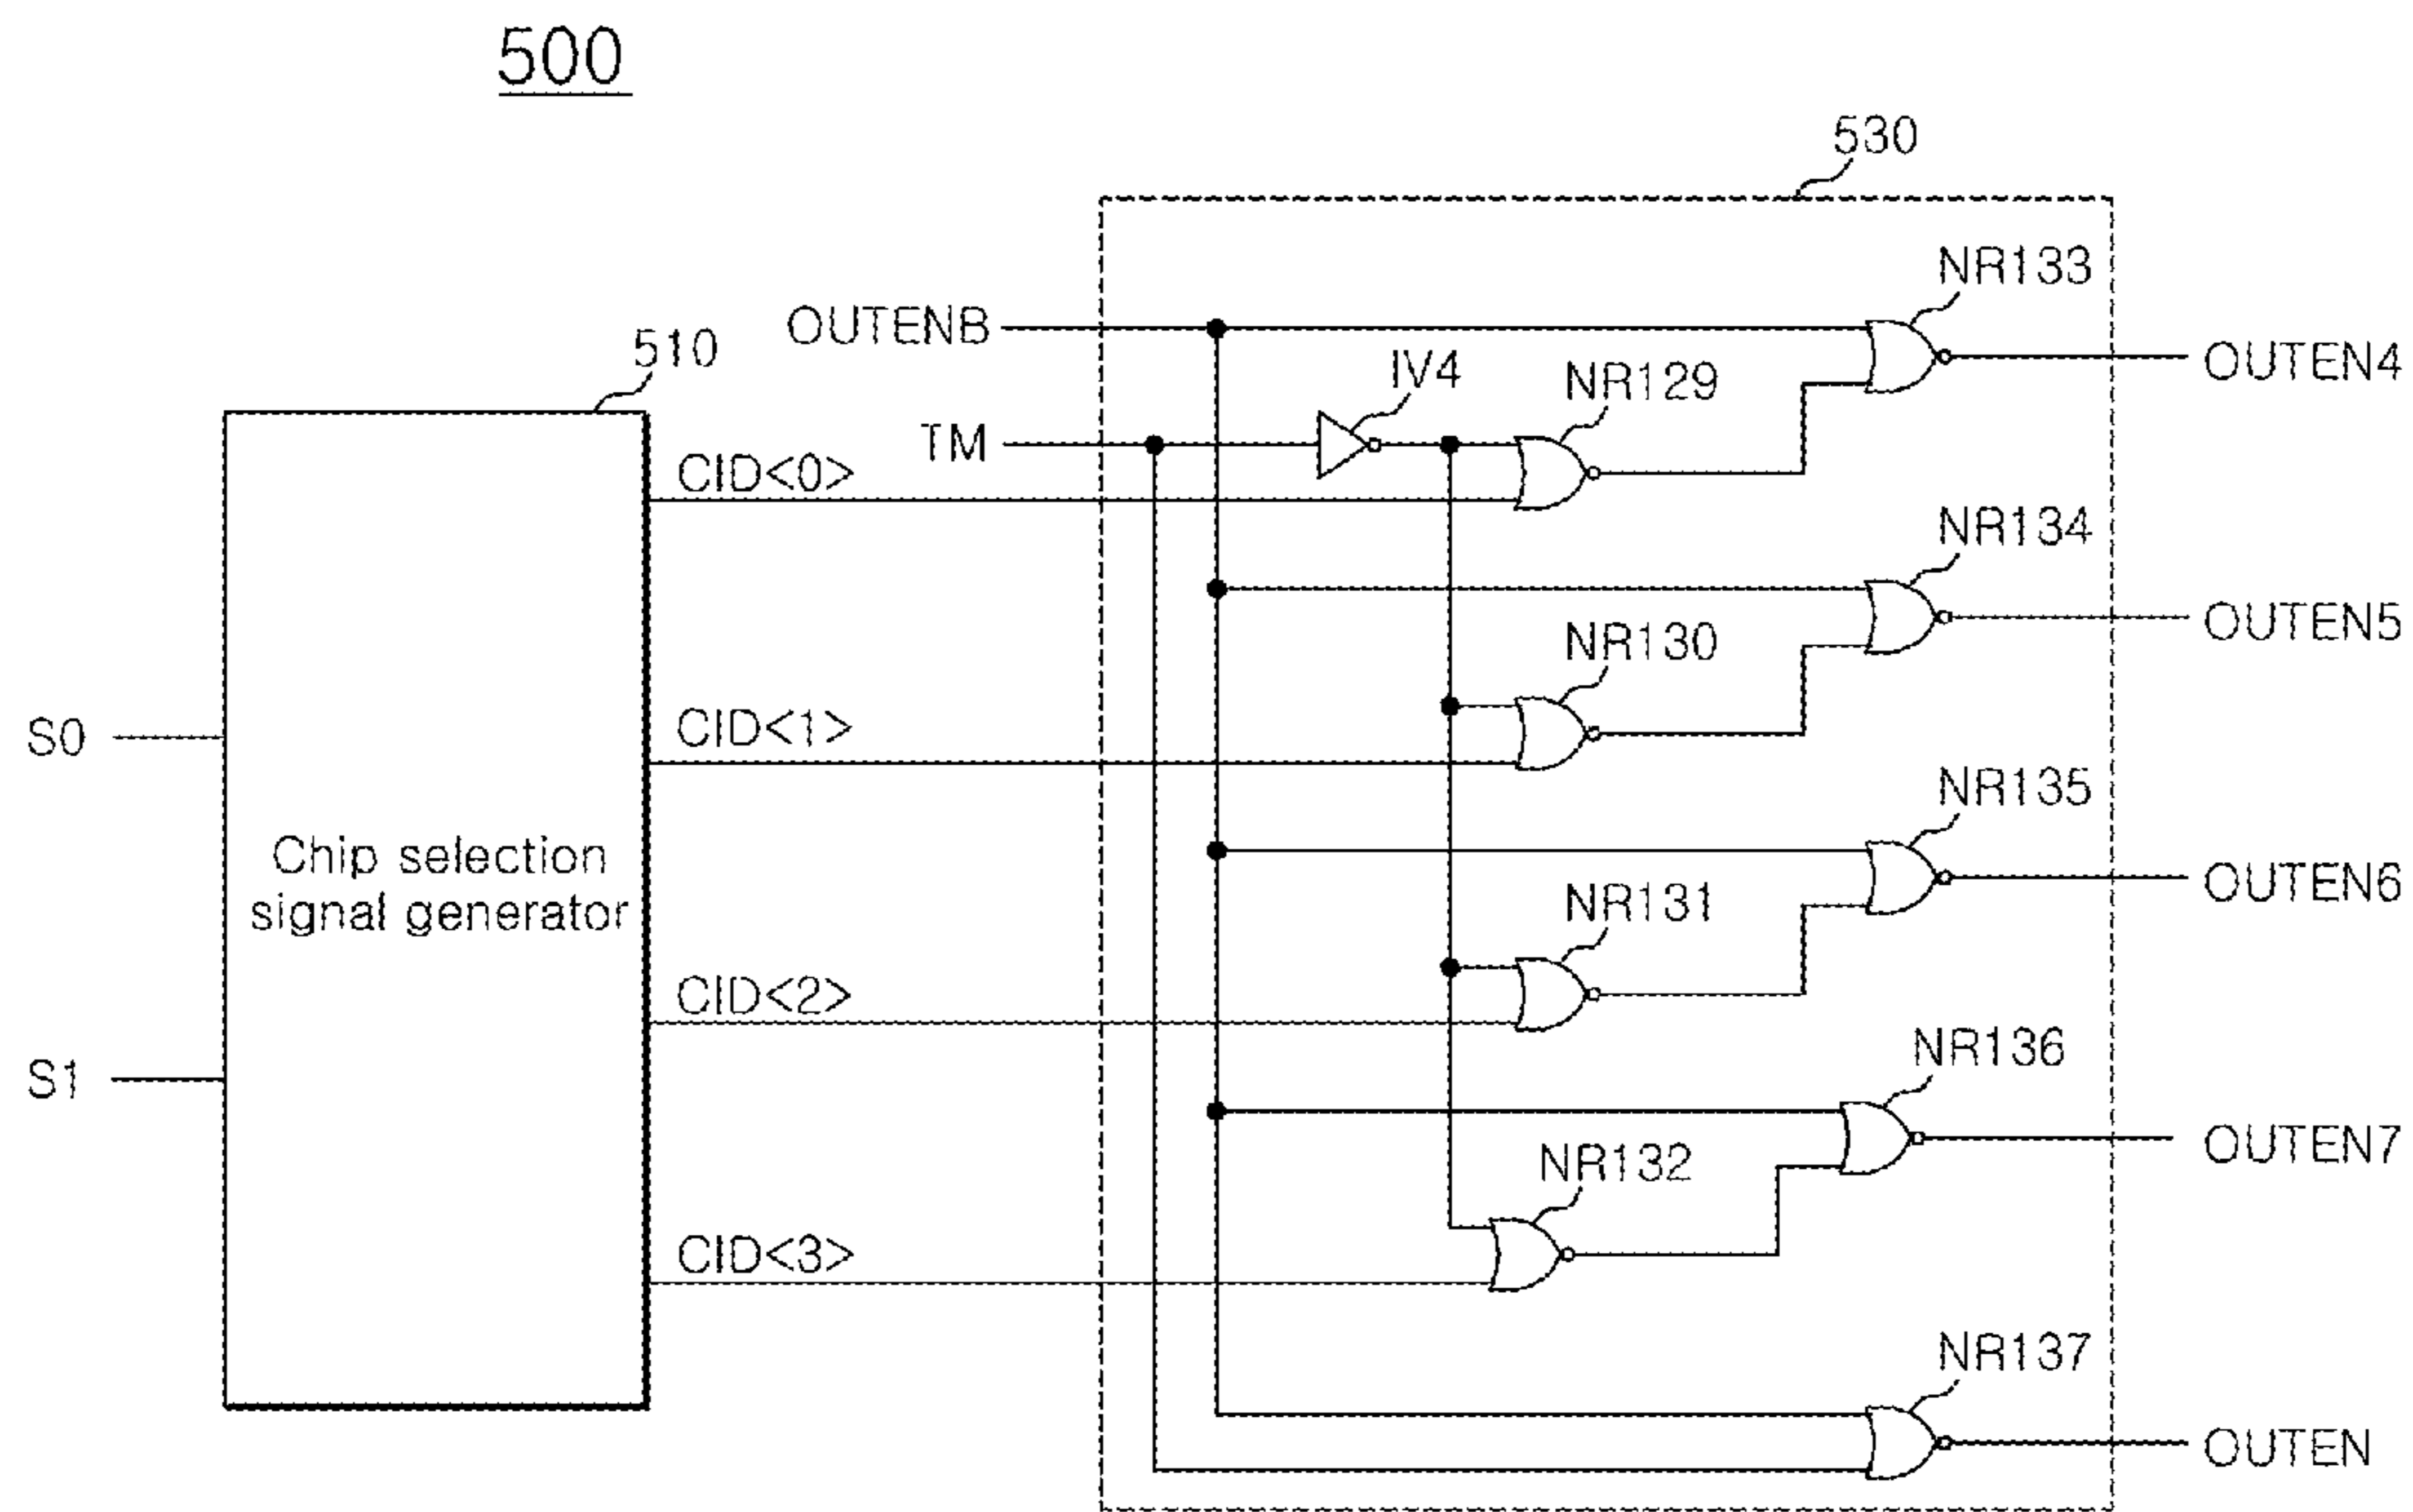 500
530
NR133
OUTENB
OUTEN4
510
IV4
NR129
TM
CID<0>
NR134
OUTEN5
NR130
S0
CID<1>
NR135
Chip selection
signal generator
OUTEN6
NR131
CID<2>
NR136
S1
OUTEN7
NR132
CID<3>
NR137
OUTEN